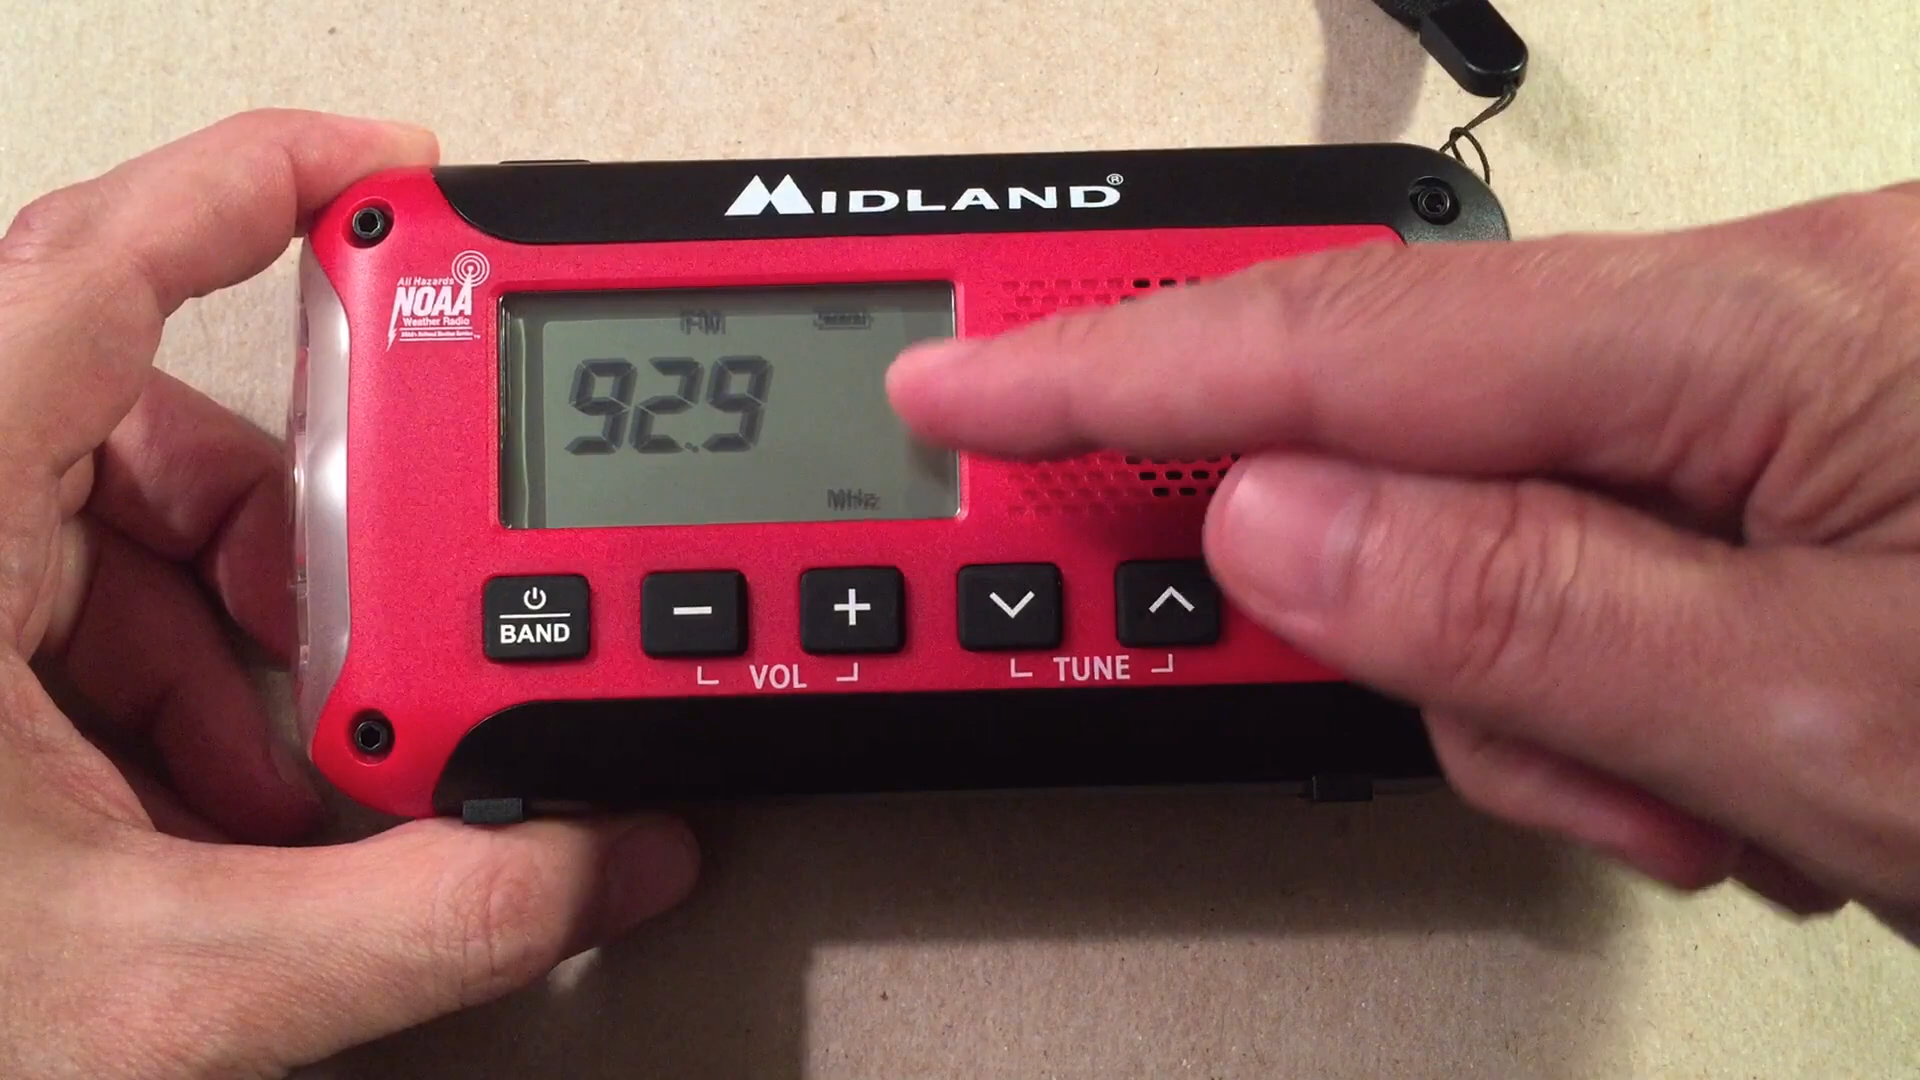 MIDLAND®
All Hazards
NOAA
Weather Radio
FM
92.9
MHz
BAND
VOL
TUNE